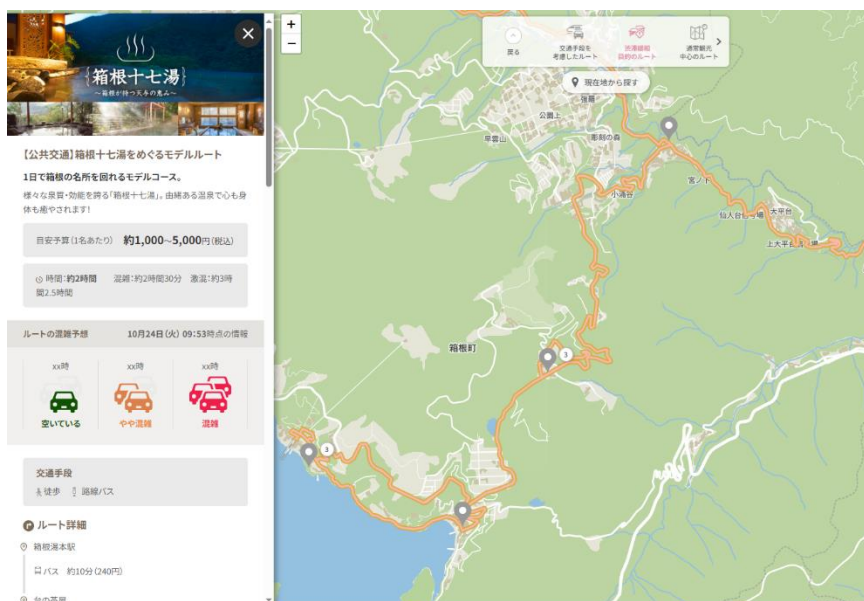 箱根十七湯
～箱根が持つ天与の恵み～
【公共交通】箱根十七湯をめぐるモデルルート
1日で箱根の名所を回れるモデルコース。
様々な泉質・効能を誇る「箱根十七湯」。由緒ある温泉で心も身
体も癒やされます!
目安予算(1名あたり) 約1,000～5,000円(税込)
時間:約2時間 混雑:約2時間30分 激混:約3時
間2.5時間
ルートの混雑予想 10月24日(火) 09:53時点の情報
xx時 xx時 xx時
空いている やや混雑 混雑
交通手段
徒歩 路線バス
ルート詳細
箱根湯本駅
バス 約10分(240円)
+
−
戻る
交通手段を
考慮したルート
渋滞緩和
目的のルート
通常観光
中心のルート
現在地から探す
強羅
公園上
早雲山
彫刻の森
宮ノ下
小涌谷
大平台
仙人台信号場
上大平台信号場
箱根町
3
3